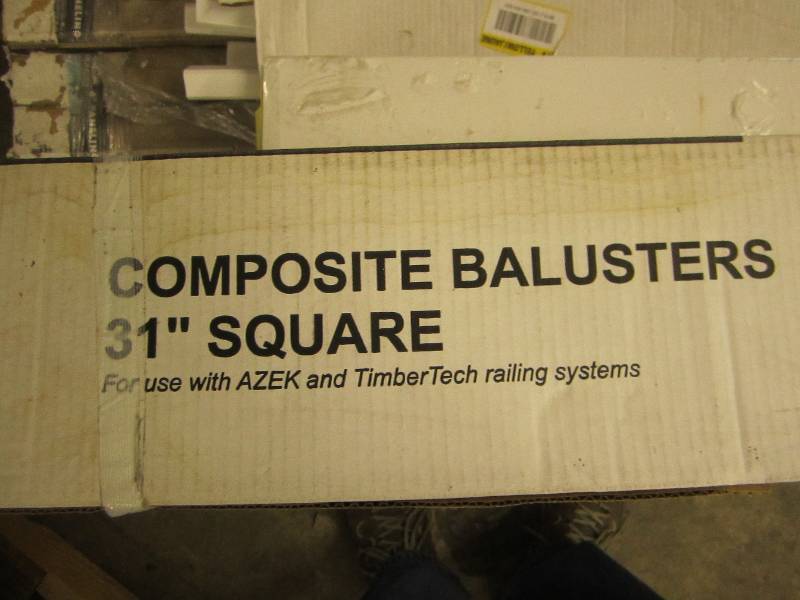 COMPOSITE BALUSTERS
31" SQUARE
For use with AZEK and TimberTech railing systems